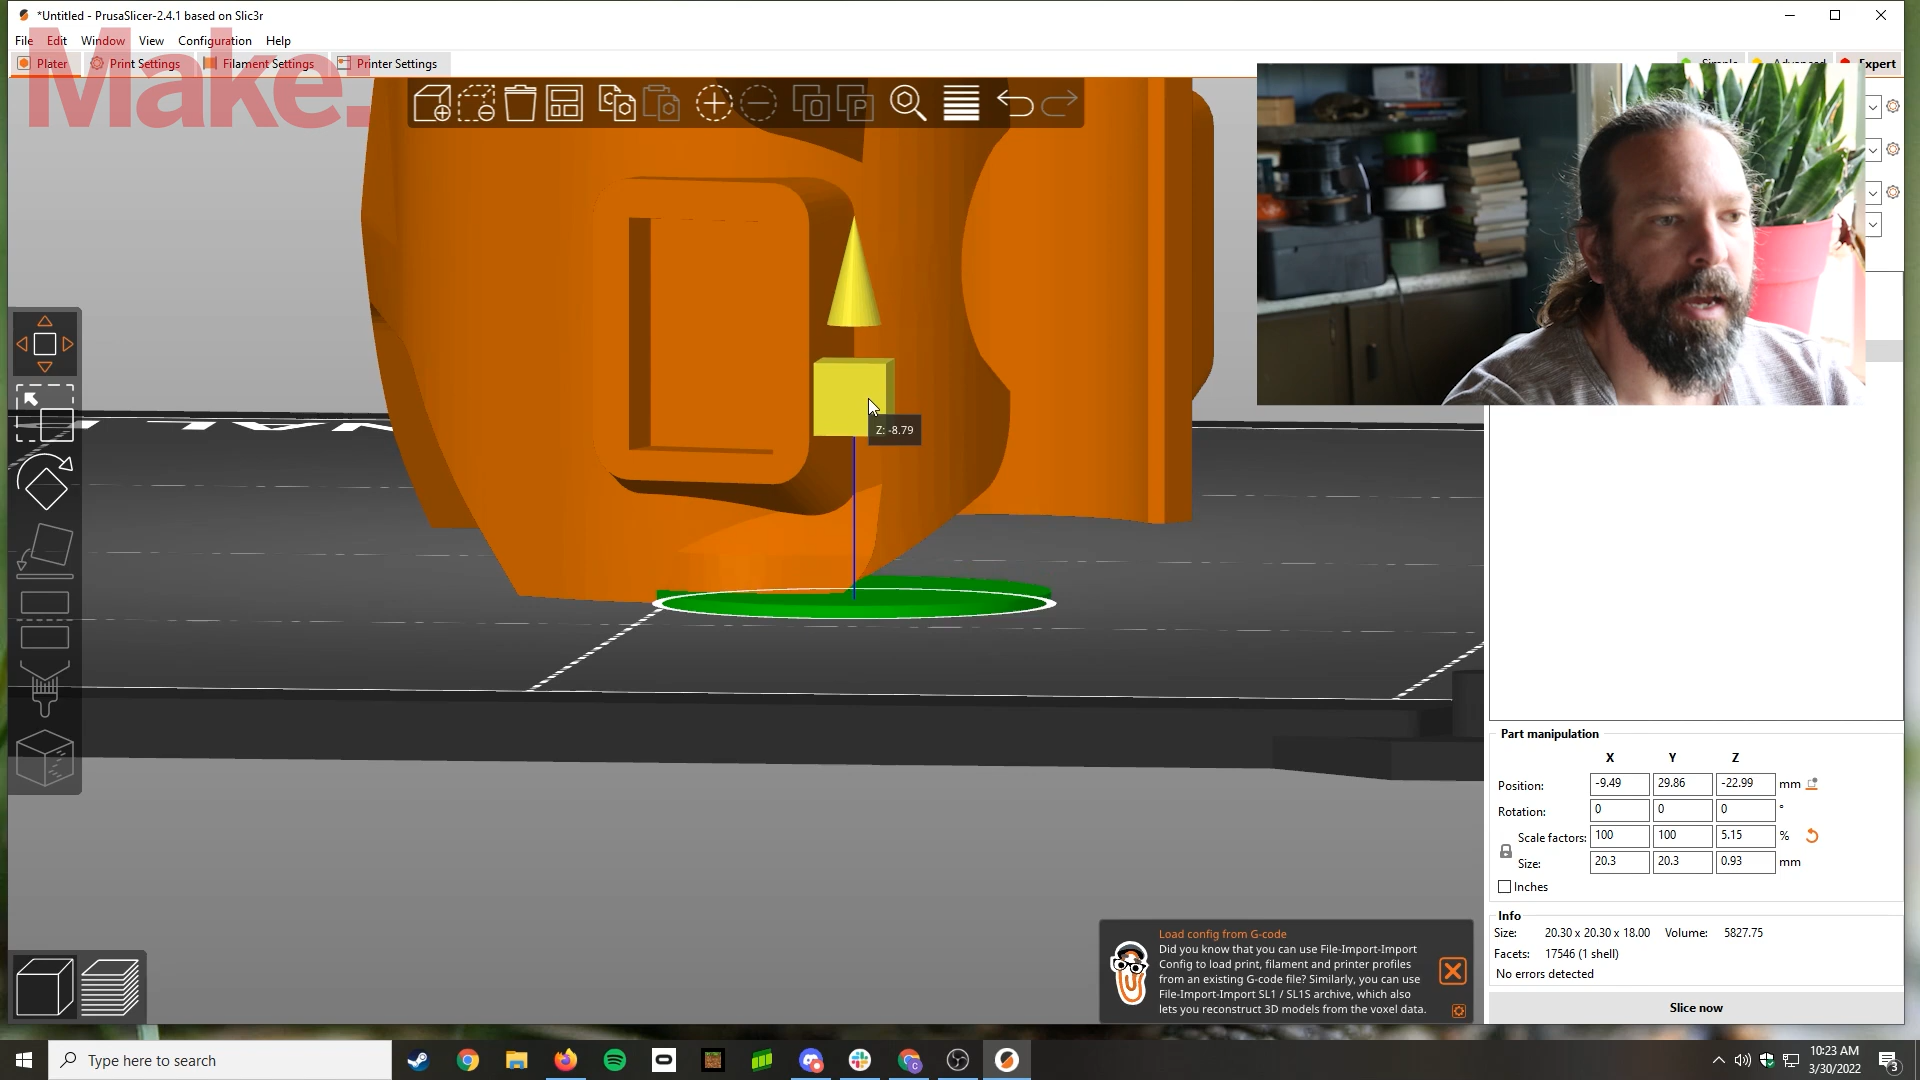 *Untitled - PrusaSlicer-2.4.1 based on Slic3r
File Edit Window View Configuration Help
Make:
Plater Print Settings Filament Settings Printer Settings
Simple Advanced Expert
Z: -8.79
Part manipulation
X Y Z
Position: -9.49 29.86 -22.99 mm
Rotation: 0 0 0 °
Scale factors: 100 100 5.15 %
Size: 20.3 20.3 0.93 mm
Inches
Info
Size: 20.30 x 20.30 x 18.00 Volume: 5827.75
Facets: 17546 (1 shell)
No errors detected
Slice now
Load config from G-code
Did you know that you can use File-Import-Import
Config to load print, filament and printer profiles
from an existing G-code file? Similarly, you can use
File-Import-Import SL1 / SL1S archive, which also
lets you reconstruct 3D models from the voxel data.
Type here to search
10:23 AM
3/30/2022
3